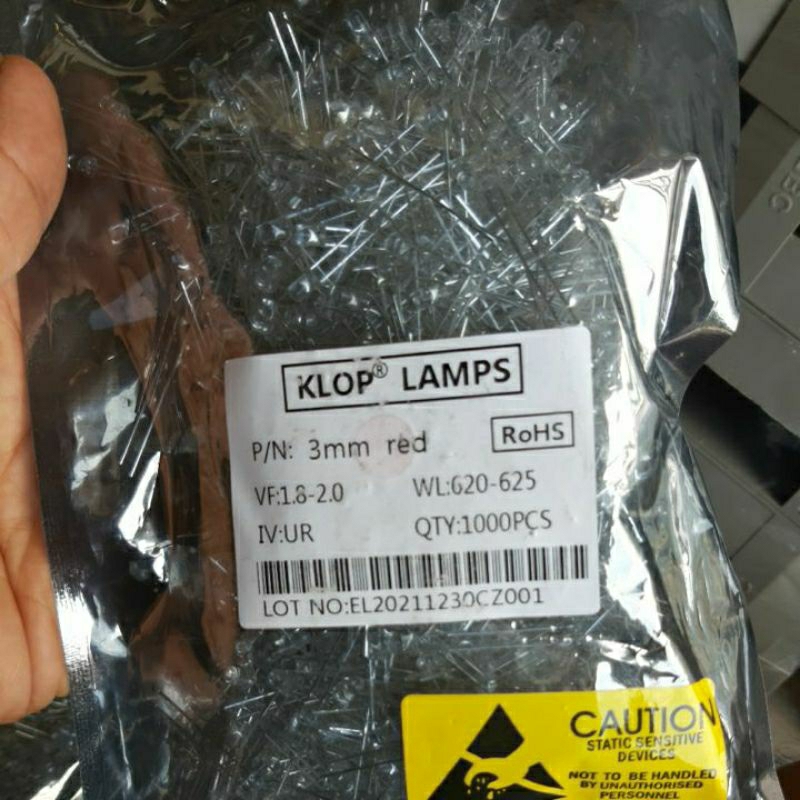 KLOP® LAMPS
P/N: 3mm red
RoHS
VF:1.8-2.0 WL:620-625
IV:UR QTY:1000PCS
LOT NO:EL20211230CZ001
CAUTION
STATIC SENSITIVE
DEVICES
NOT TO BE HANDLED
BY UNAUTHORISED
PERSONNEL